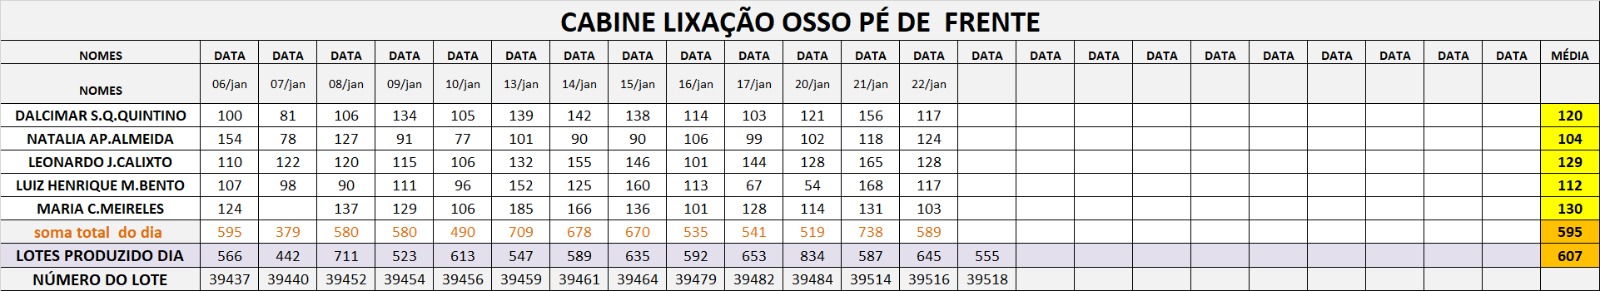 CABINE LIXAÇÃO OSSO PÉ DE FRENTE
NOMES DATA DATA DATA DATA DATA DATA DATA DATA DATA DATA DATA DATA DATA DATA DATA DATA DATA DATA DATA DATA DATA DATA DATA MÉDIA
NOMES 06/jan 07/jan 08/jan 09/jan 10/jan 13/jan 14/jan 15/jan 16/jan 17/jan 20/jan 21/jan 22/jan
DALCIMAR S.Q.QUINTINO 100 81 106 134 105 139 142 138 114 103 121 156 117 120
NATALIA AP.ALMEIDA 154 78 127 91 77 101 90 90 106 99 102 118 124 104
LEONARDO J.CALIXTO 110 122 120 115 106 132 155 146 101 144 128 165 128 129
LUIZ HENRIQUE M.BENTO 107 98 90 111 96 152 125 160 113 67 54 168 117 112
MARIA C.MEIRELES 124 137 129 106 185 166 136 101 128 114 131 103 130
soma total do dia 595 379 580 580 490 709 678 670 535 541 519 738 589 595
LOTES PRODUZIDO DIA 566 442 711 523 613 547 589 635 592 653 834 587 645 555 607
NÚMERO DO LOTE 39437 39440 39452 39454 39456 39459 39461 39464 39479 39482 39484 39514 39516 39518